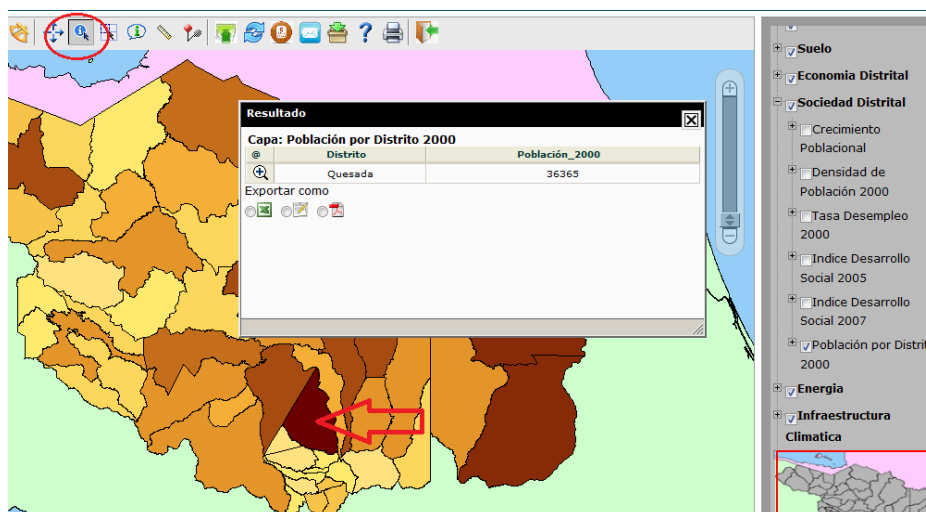 Resultado
Capa: Población por Distrito 2000
@ Distrito Población_2000
Quesada 36365
Exportar como
Suelo
Economia Distrital
Sociedad Distrital
Crecimiento
Poblacional
Densidad de
Población 2000
Tasa Desempleo
2000
Indice Desarrollo
Social 2005
Indice Desarrollo
Social 2007
Población por Distrit
2000
Energia
Infraestructura
Climatica